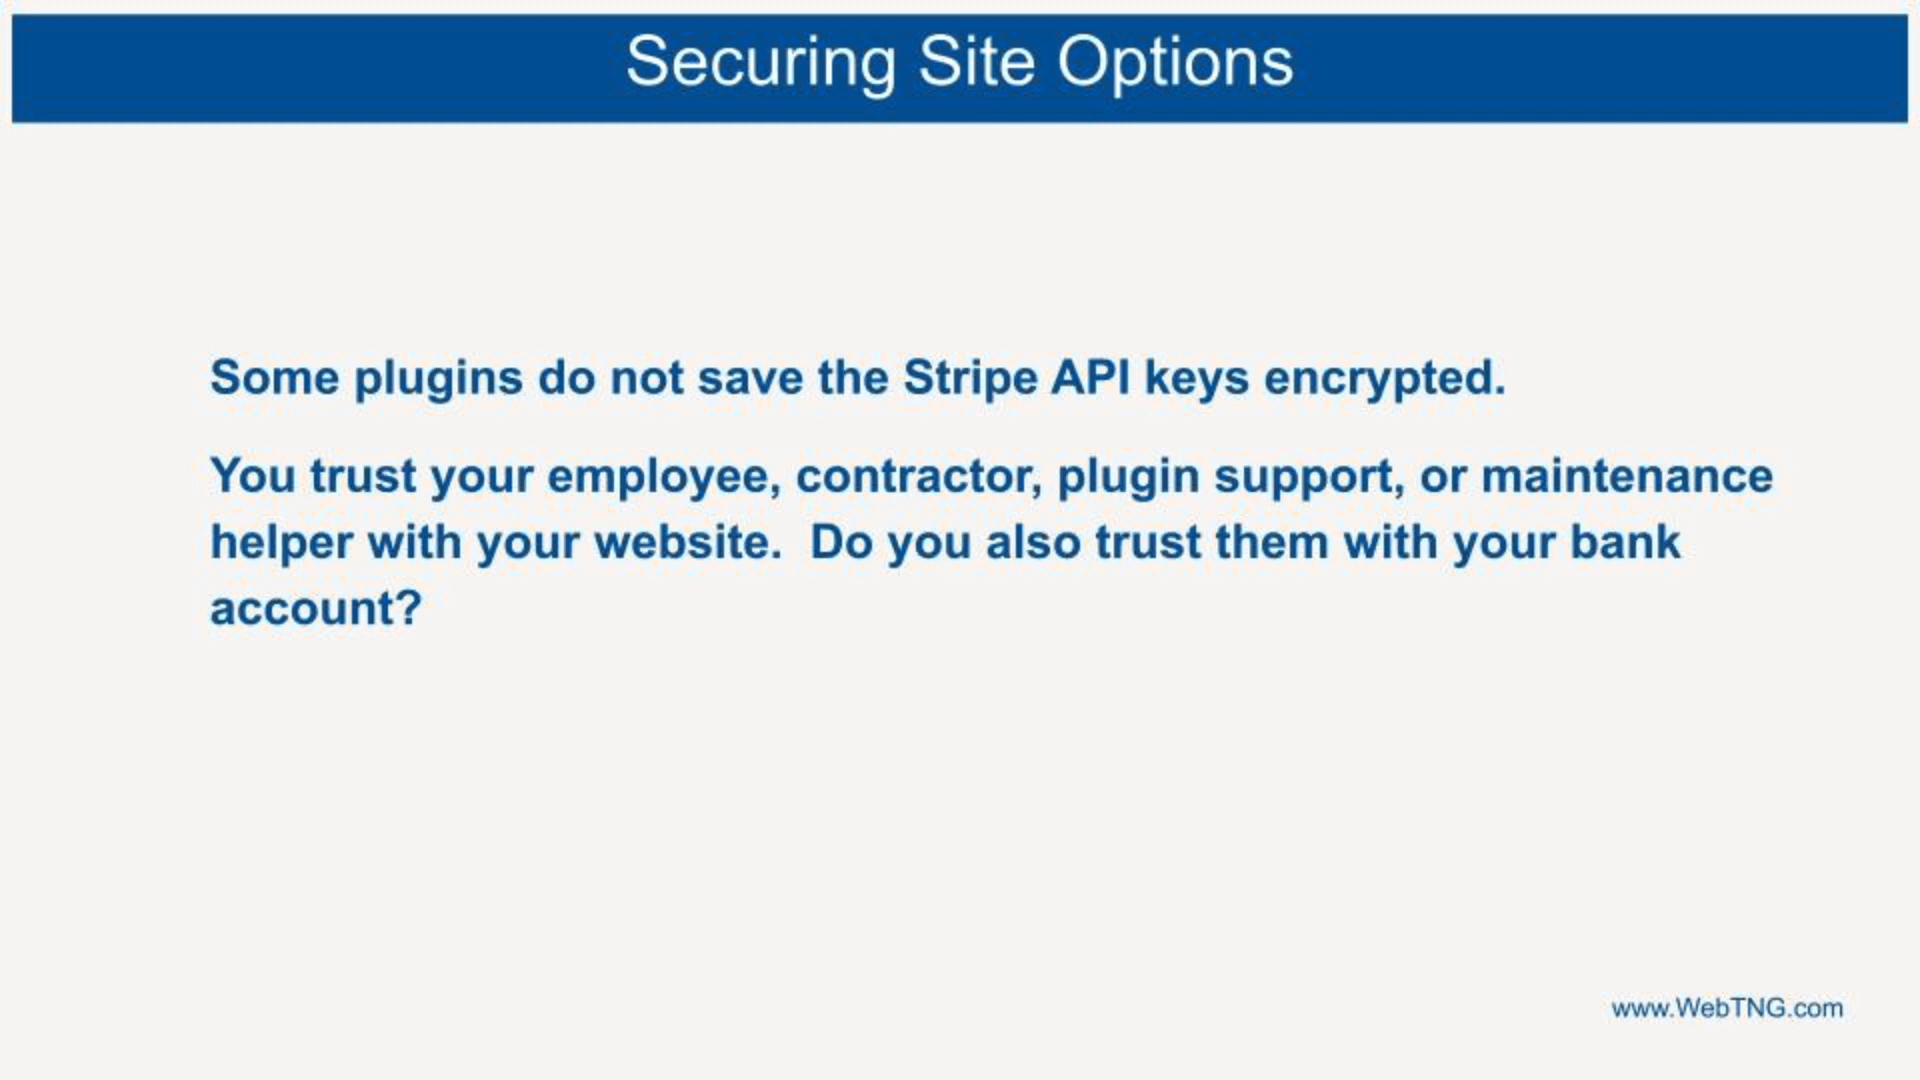 Securing Site Options
Some plugins do not save the Stripe API keys encrypted.
You trust your employee, contractor, plugin support, or maintenance
helper with your website.  Do you also trust them with your bank
account?
www.WebTNG.com